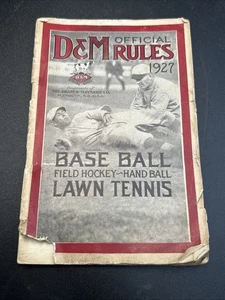 D&M OFFICIAL
RULES
1927
D&M
BASE BALL
FIELD HOCKEY--HAND BALL
LAWN TENNIS